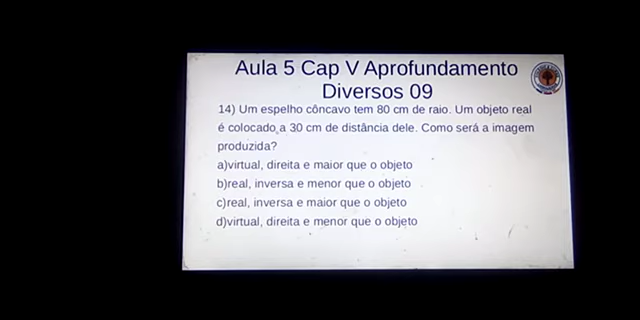 Aula 5 Cap V Aprofundamento
Diversos 09
14) Um espelho côncavo tem 80 cm de raio. Um objeto real
é colocado a 30 cm de distância dele. Como será a imagem
produzida?
a)virtual, direita e maior que o objeto
b)real, inversa e menor que o objeto
c)real, inversa e maior que o objeto
d)virtual, direita e menor que o objeto